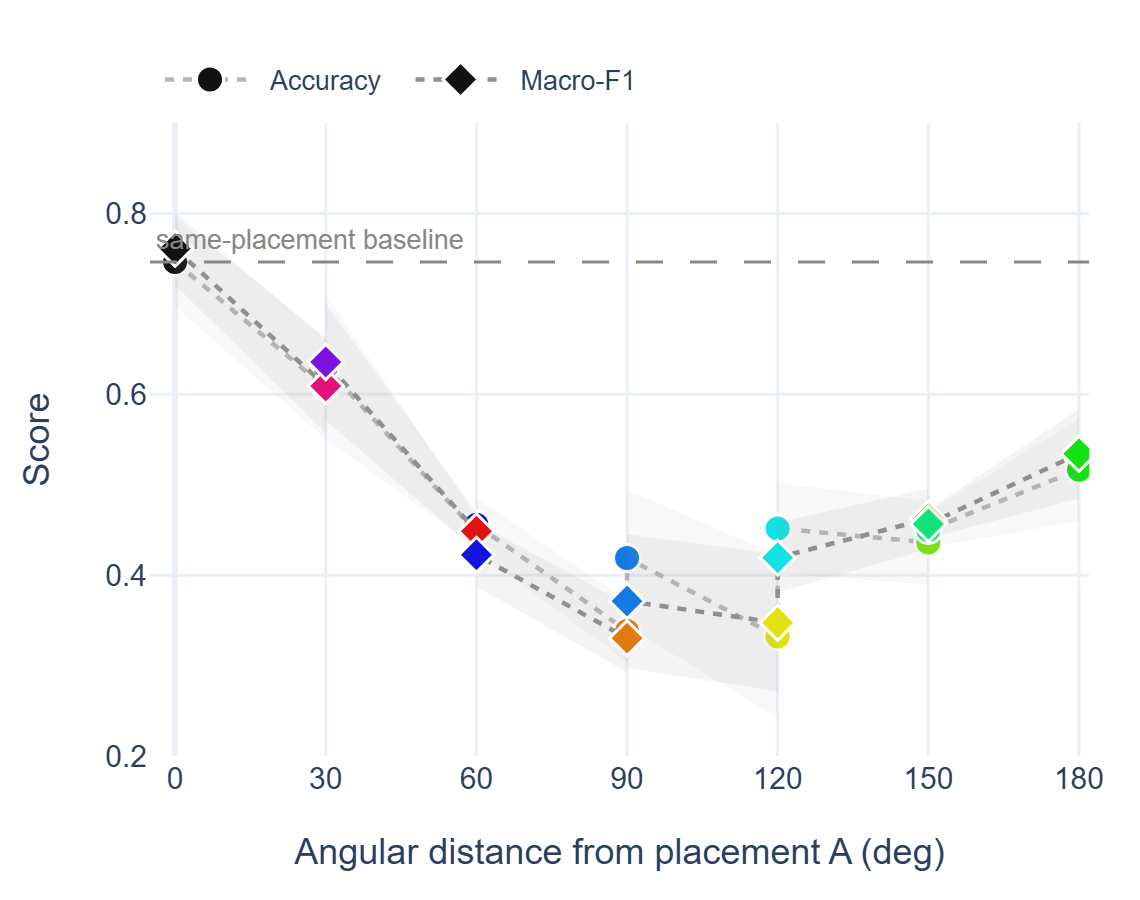 Accuracy Macro-F1
0.8
same-placement baseline
0.6
Score
0.4
0.2
0 30 60 90 120 150 180
Angular distance from placement A (deg)